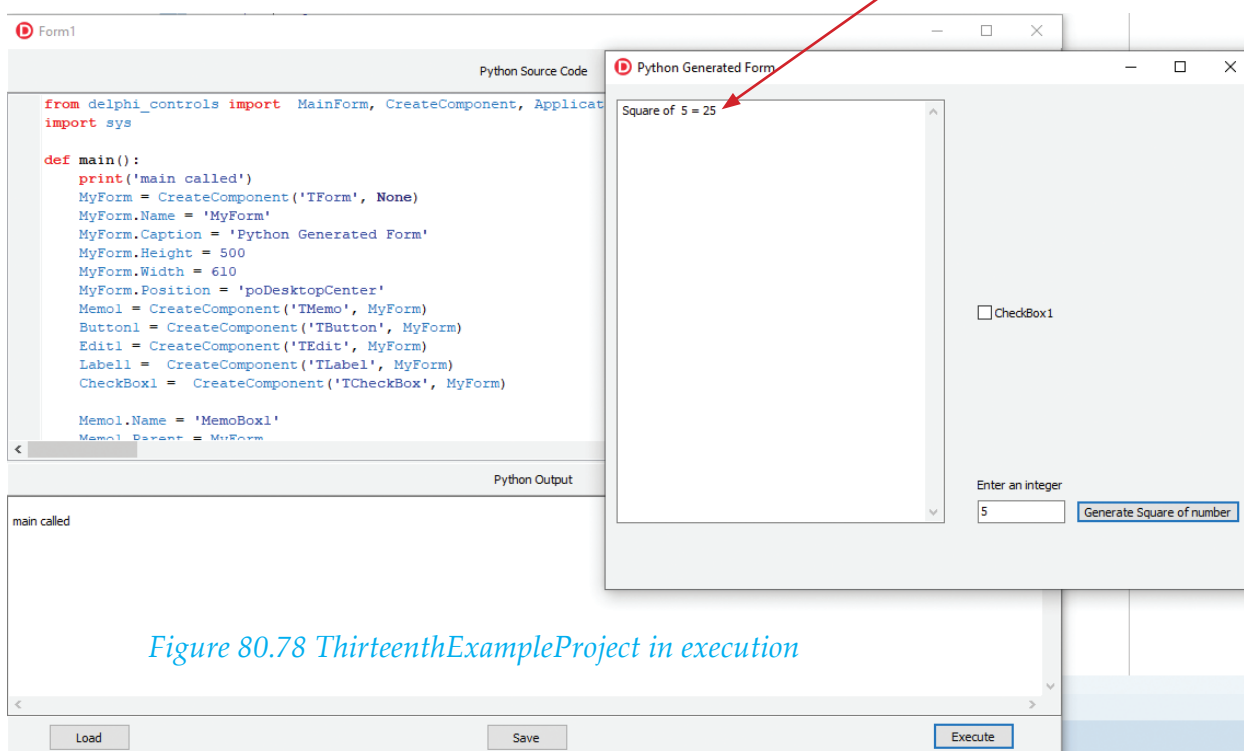 Form1
Python Source Code
from delphi_controls import MainForm, CreateComponent, Applicat
import sys
def main():
print('main called')
MyForm = CreateComponent('TForm', None)
MyForm.Name = 'MyForm'
MyForm.Caption = 'Python Generated Form'
MyForm.Height = 500
MyForm.Width = 610
MyForm.Position = 'poDesktopCenter'
Memo1 = CreateComponent('TMemo', MyForm)
Button1 = CreateComponent('TButton', MyForm)
Edit1 = CreateComponent('TEdit', MyForm)
Label1 = CreateComponent('TLabel', MyForm)
CheckBox1 = CreateComponent('TCheckBox', MyForm)
Memo1.Name = 'MemoBox1'
Memo1.Parent = MyForm
Python Output
main called
Python Generated Form
Square of 5 = 25
CheckBox1
Enter an integer
5
Generate Square of number
Figure 80.78 ThirteenthExampleProject in execution
Load
Save
Execute